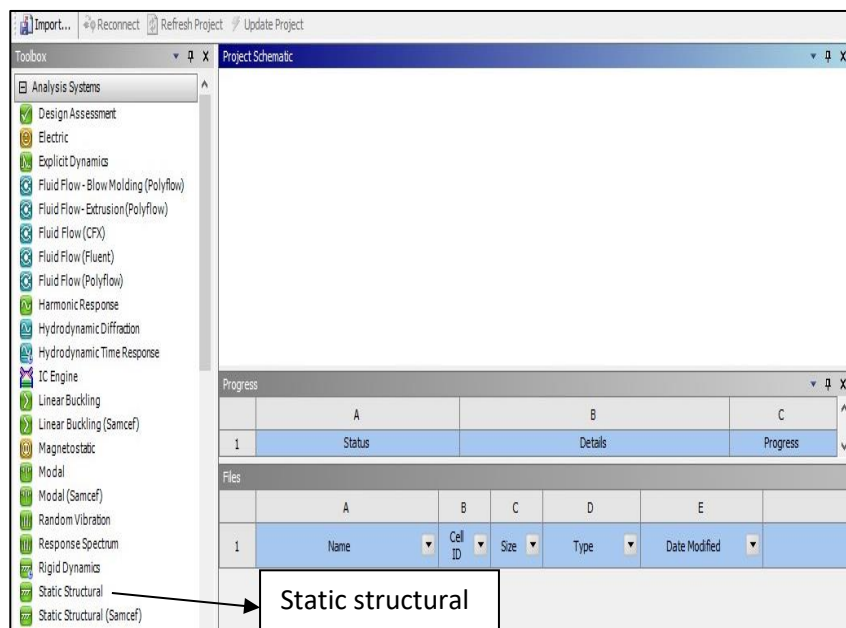 Import... Reconnect Refresh Project Update Project
Toolbox X
Project Schematic X
Analysis Systems
Design Assessment
Electric
Explicit Dynamics
Fluid Flow - Blow Molding (Polyflow)
Fluid Flow - Extrusion (Polyflow)
Fluid Flow (CFX)
Fluid Flow (Fluent)
Fluid Flow (Polyflow)
Harmonic Response
Hydrodynamic Diffraction
Hydrodynamic Time Response
IC Engine
Linear Buckling
Linear Buckling (Samcef)
Magnetostatic
Modal
Modal (Samcef)
Random Vibration
Response Spectrum
Rigid Dynamics
Static Structural
Static Structural (Samcef)
Progress X
A B C
1 Status Details Progress
Files
A B C D E
1 Name Cell ID Size Type Date Modified
Static structural